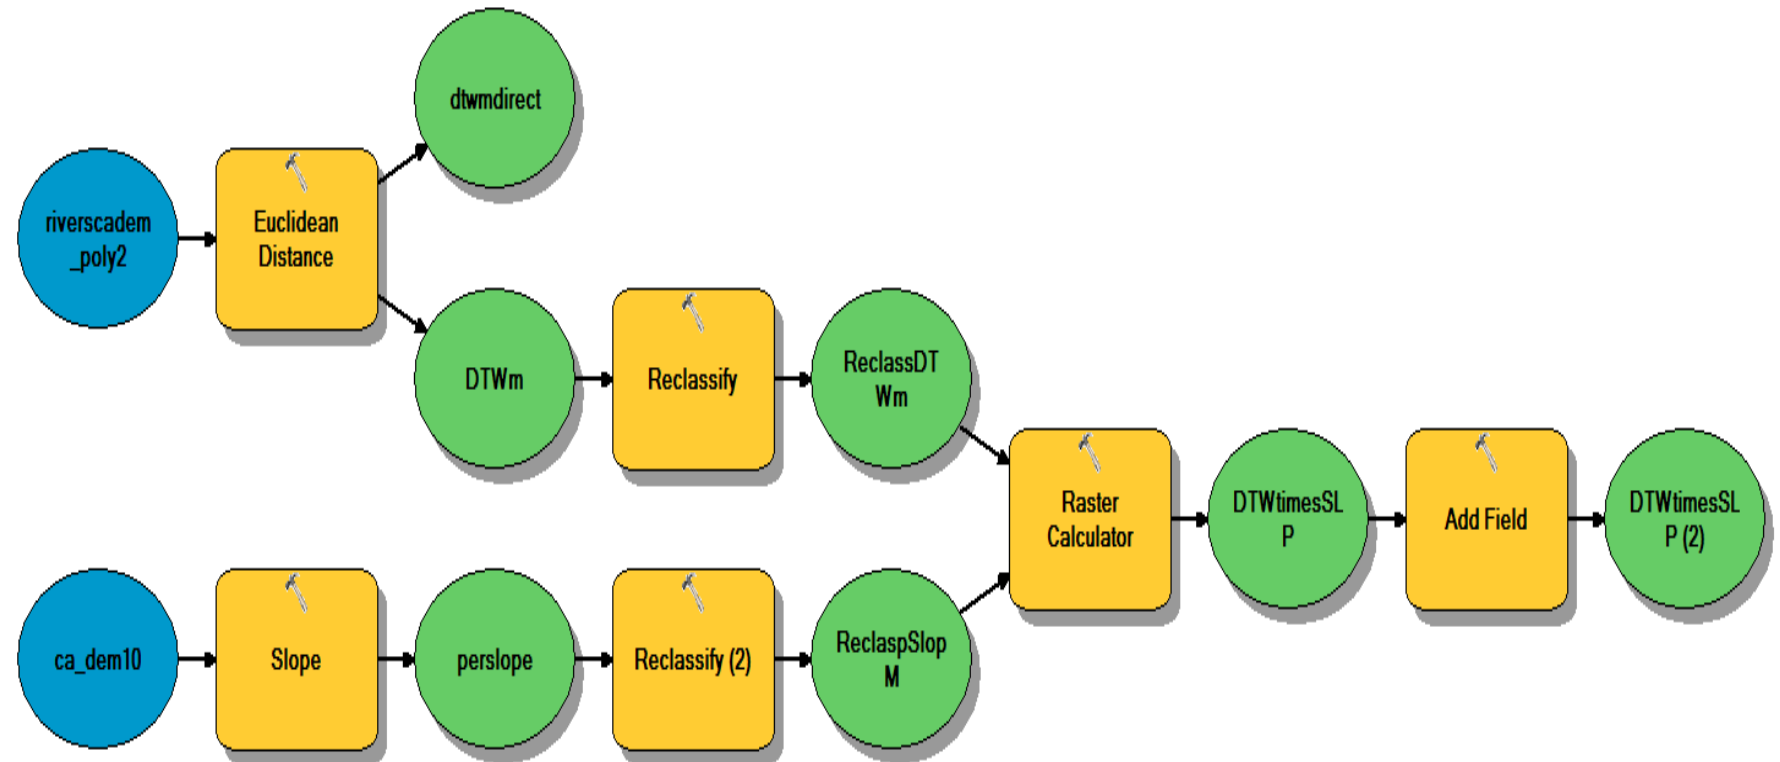 dtwmdirect
riverscadem
_poly2
Euclidean
Distance
DTWm
Reclassify
ReclassDT
Wm
Raster
Calculator
DTWtimesSL
P
Add Field
DTWtimesSL
P (2)
ca_dem10
Slope
perslope
Reclassify (2)
ReclaspSlop
M